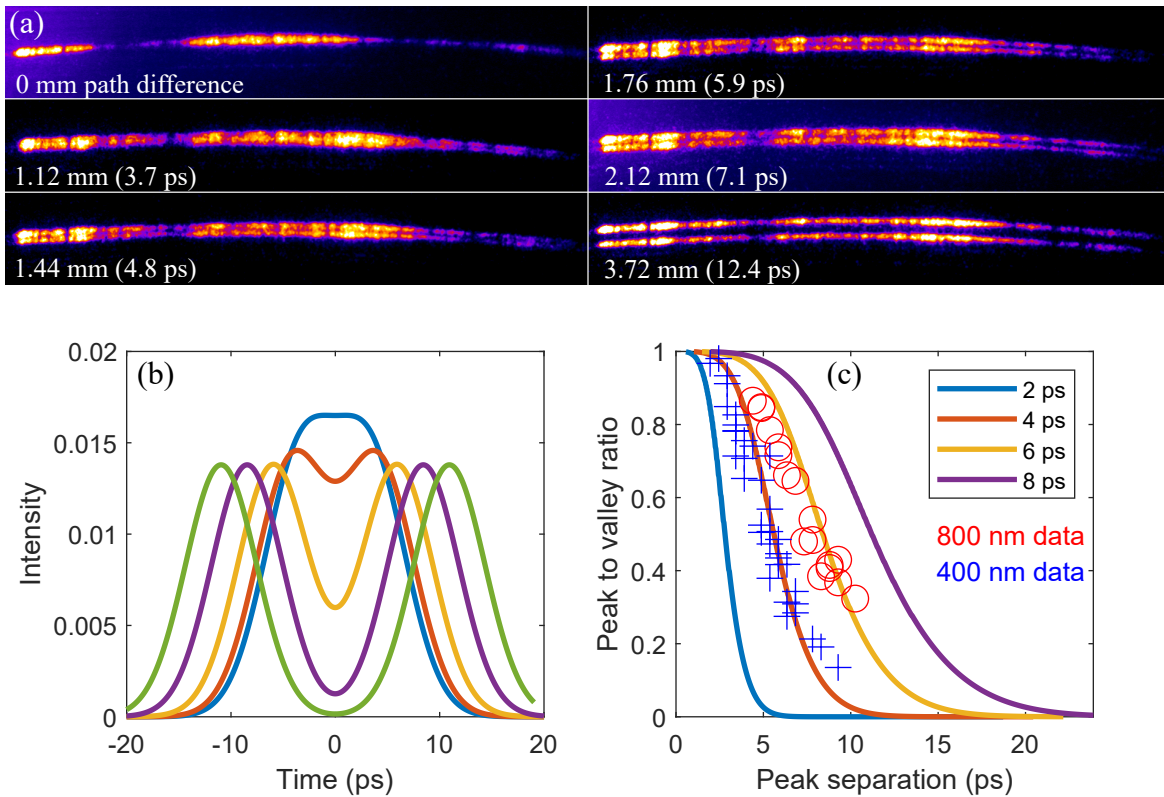 (a)
0 mm path difference
1.76 mm (5.9 ps)
1.12 mm (3.7 ps)
2.12 mm (7.1 ps)
1.44 mm (4.8 ps)
3.72 mm (12.4 ps)
(b)
0.02
0.015
0.01
0.005
0
Intensity
-20
-10
0
10
20
Time (ps)
(c)
1
0.8
0.6
0.4
0.2
0
Peak to valley ratio
2 ps
4 ps
6 ps
8 ps
800 nm data
400 nm data
0
5
10
15
20
Peak separation (ps)